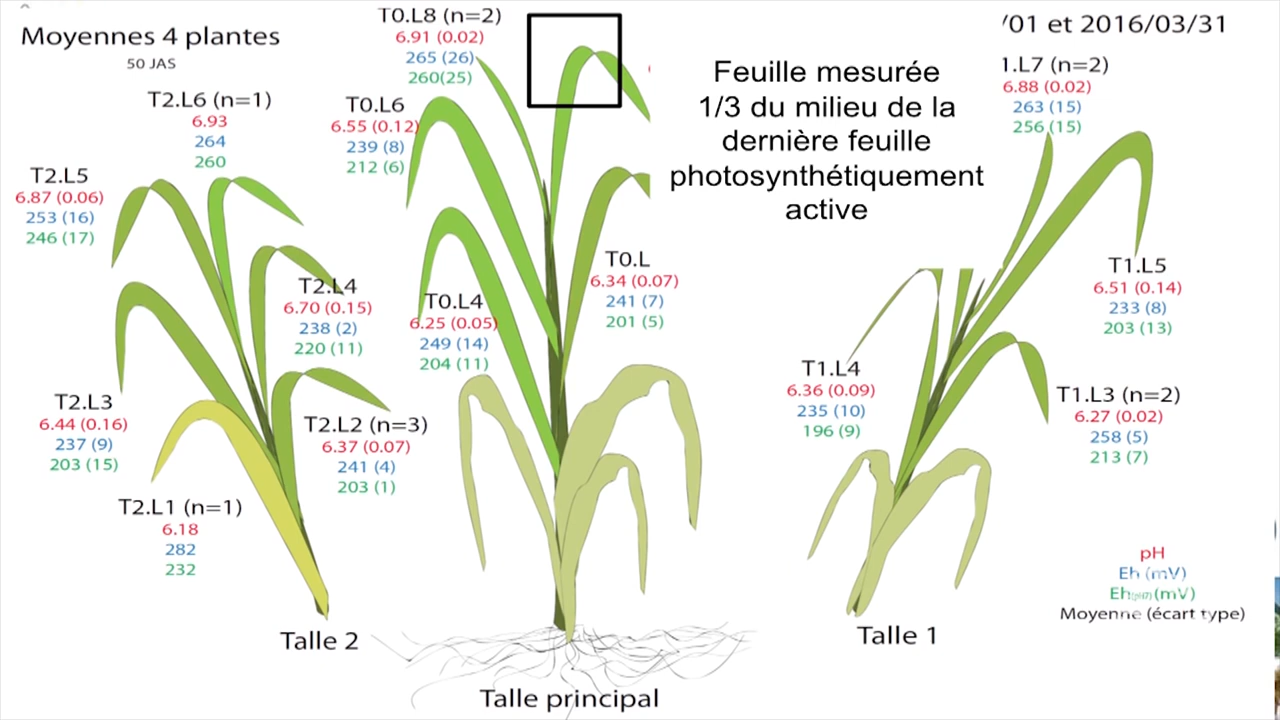 Moyennes 4 plantes
50 JAS
/01 et 2016/03/31
Feuille mesurée
1/3 du milieu de la
dernière feuille
photosynthétiquement
active
T0.L8 (n=2)
6.91 (0.02)
265 (26)
260(25)
T2.L6 (n=1)
6.93
264
260
T0.L6
6.55 (0.12)
239 (8)
212 (6)
1.L7 (n=2)
6.88 (0.02)
263 (15)
256 (15)
T2.L5
6.87 (0.06)
253 (16)
246 (17)
T2.L4
6.70 (0.15)
238 (2)
220 (11)
T0.L4
6.25 (0.05)
249 (14)
204 (11)
T0.L
6.34 (0.07)
241 (7)
201 (5)
T1.L5
6.51 (0.14)
233 (8)
203 (13)
T1.L4
6.36 (0.09)
235 (10)
196 (9)
T1.L3 (n=2)
6.27 (0.02)
258 (5)
213 (7)
T2.L3
6.44 (0.16)
237 (9)
203 (15)
T2.L2 (n=3)
6.37 (0.07)
241 (4)
203 (1)
T2.L1 (n=1)
6.18
282
232
pH
Eh (mV)
Eh(pH7)(mV)
Moyenne (écart type)
Talle 2
Talle principal
Talle 1